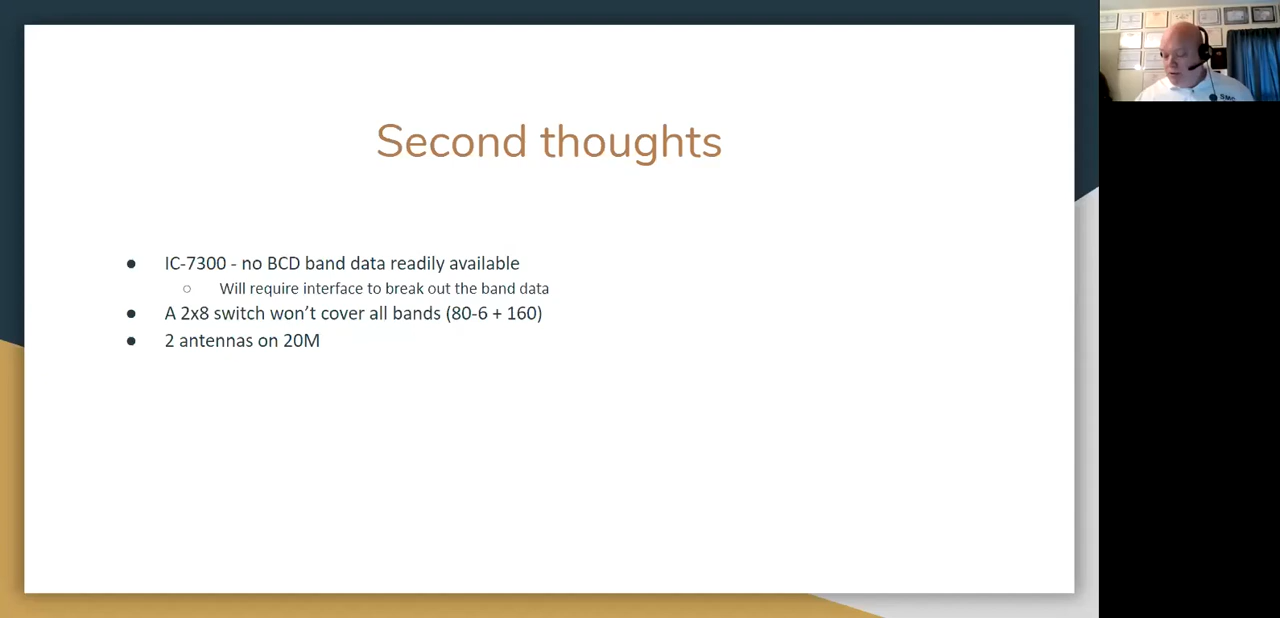 Second thoughts
● IC-7300 - no BCD band data readily available
○ Will require interface to break out the band data
● A 2x8 switch won’t cover all bands (80-6 + 160)
● 2 antennas on 20M